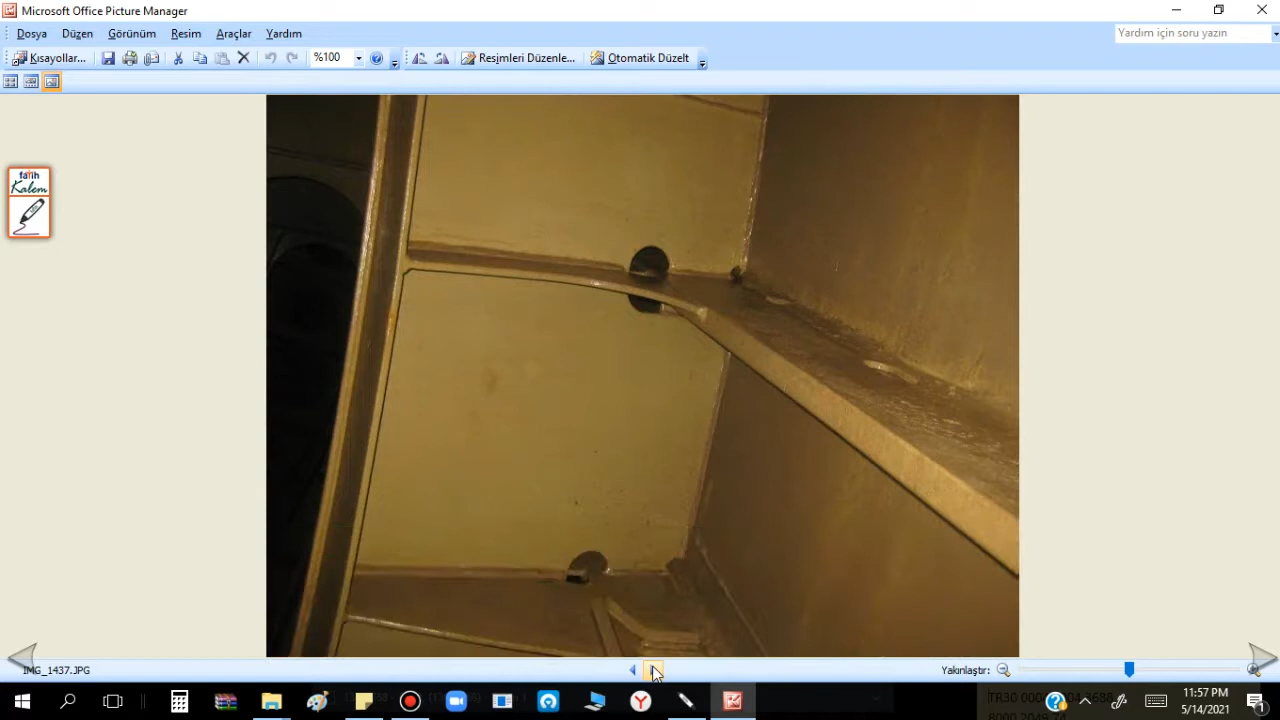 Microsoft Office Picture Manager
Dosya Düzen Görünüm Resim Araçlar Yardım
Yardım için soru yazın
Kısayollar... %100 Resimleri Düzenle... Otomatik Düzelt
fatih
Kalem
IMG_1437.JPG
Yakınlaştır:
11:57 PM
5/14/2021
1